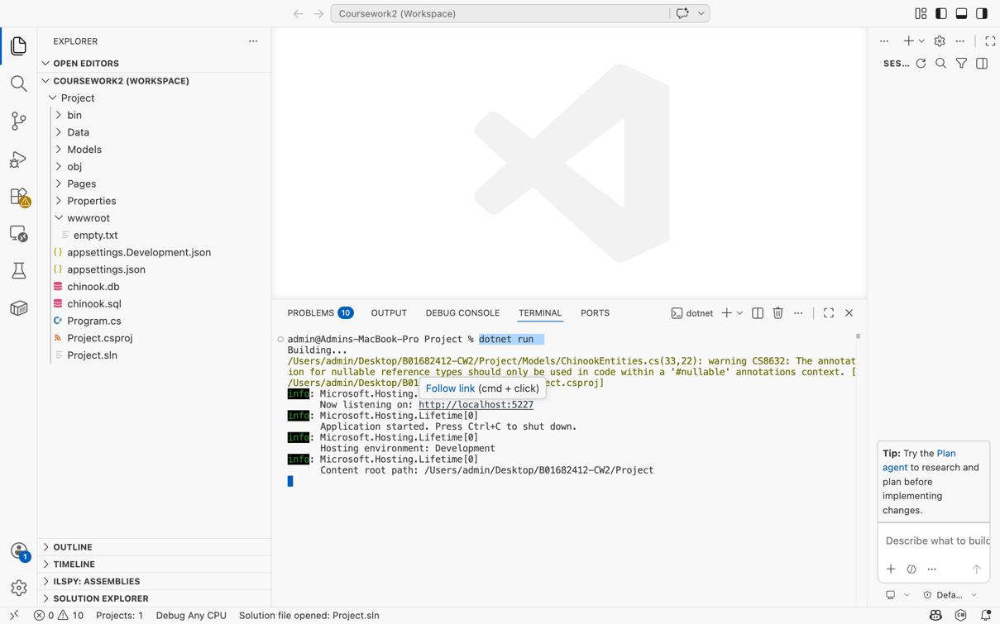 Coursework2 (Workspace)
EXPLORER
OPEN EDITORS
COURSEWORK2 (WORKSPACE)
Project
bin
Data
Models
obj
Pages
Properties
wwwroot
empty.txt
appsettings.Development.json
appsettings.json
chinook.db
chinook.sql
Program.cs
Project.csproj
Project.sln
OUTLINE
TIMELINE
ILSPY: ASSEMBLIES
SOLUTION EXPLORER
PROBLEMS 10 OUTPUT DEBUG CONSOLE TERMINAL PORTS dotnet
admin@Admins-MacBook-Pro Project % dotnet run
Building...
/Users/admin/Desktop/B01682412-CW2/Project/Models/ChinookEntities.cs(33,22): warning CS8632: The annotat
ion for nullable reference types should only be used in code within a '#nullable' annotations context. [
/Users/admin/Desktop/B01 ect.csproj]
Follow link (cmd + click)
info: Microsoft.Hosting.
Now listening on: http://localhost:5227
info: Microsoft.Hosting.Lifetime[0]
Application started. Press Ctrl+C to shut down.
info: Microsoft.Hosting.Lifetime[0]
Hosting environment: Development
info: Microsoft.Hosting.Lifetime[0]
Content root path: /Users/admin/Desktop/B01682412-CW2/Project
SES...
Tip: Try the Plan
agent to research and
plan before
implementing
changes.
Describe what to build
Defa...
1
0 10 Projects: 1 Debug Any CPU Solution file opened: Project.sln